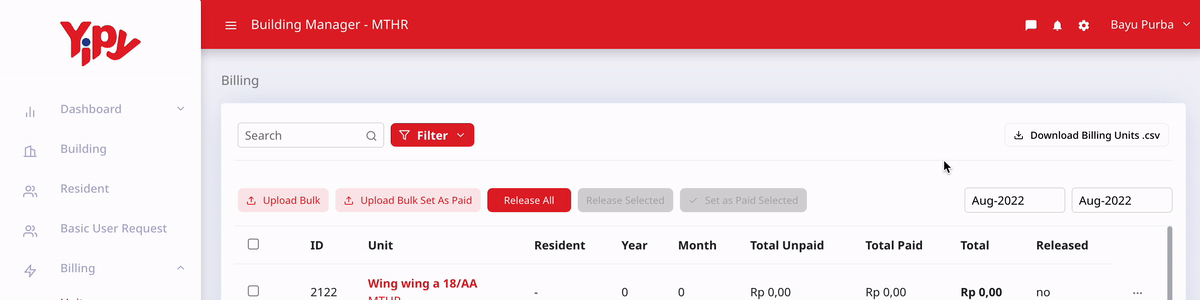 Yipy
Building Manager - MTHR
Bayu Purba
Billing
Dashboard
Building
Resident
Basic User Request
Billing
Search
Filter
Download Billing Units .csv
Upload Bulk
Upload Bulk Set As Paid
Release All
Release Selected
Set as Paid Selected
Aug-2022
Aug-2022
ID Unit Resident Year Month Total Unpaid Total Paid Total Released
2122 Wing wing a 18/AA - 0 0 Rp 0,00 Rp 0,00 Rp 0,00 no ...
MTHR